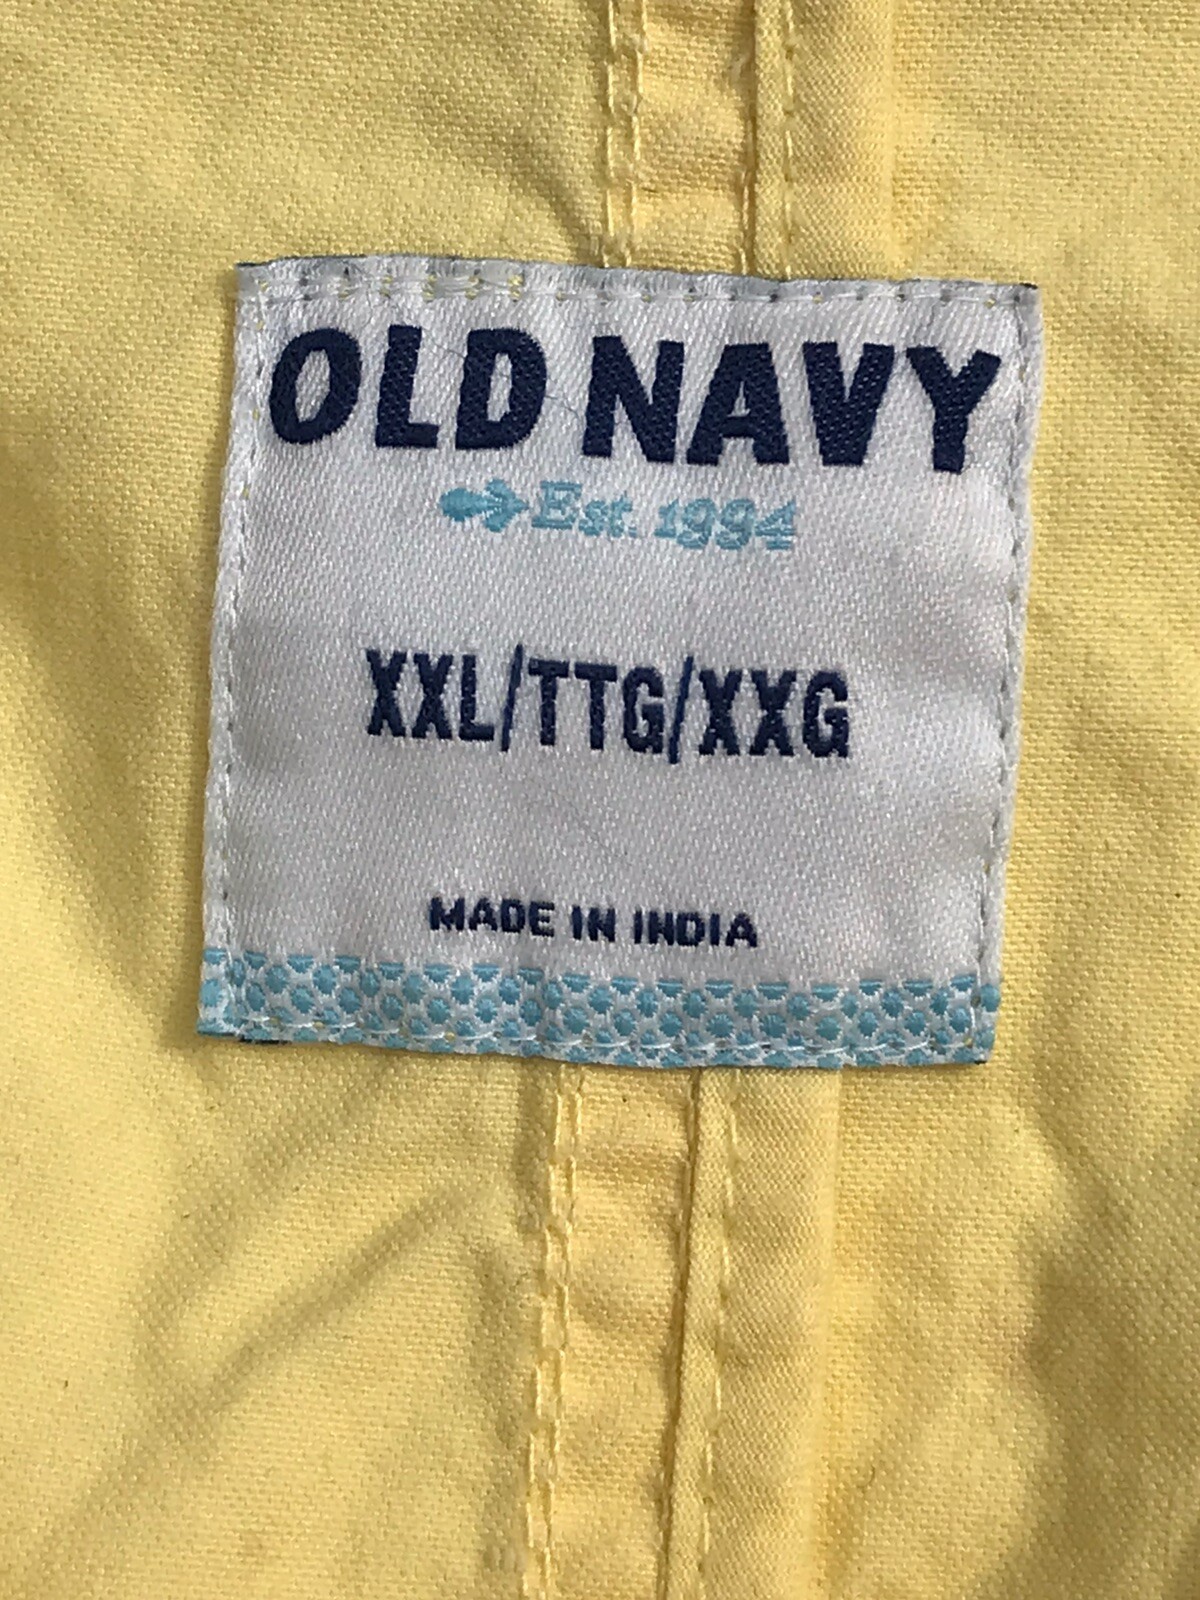 OLD NAVY
Est. 1994
XXL/TTG/XXG
MADE IN INDIA